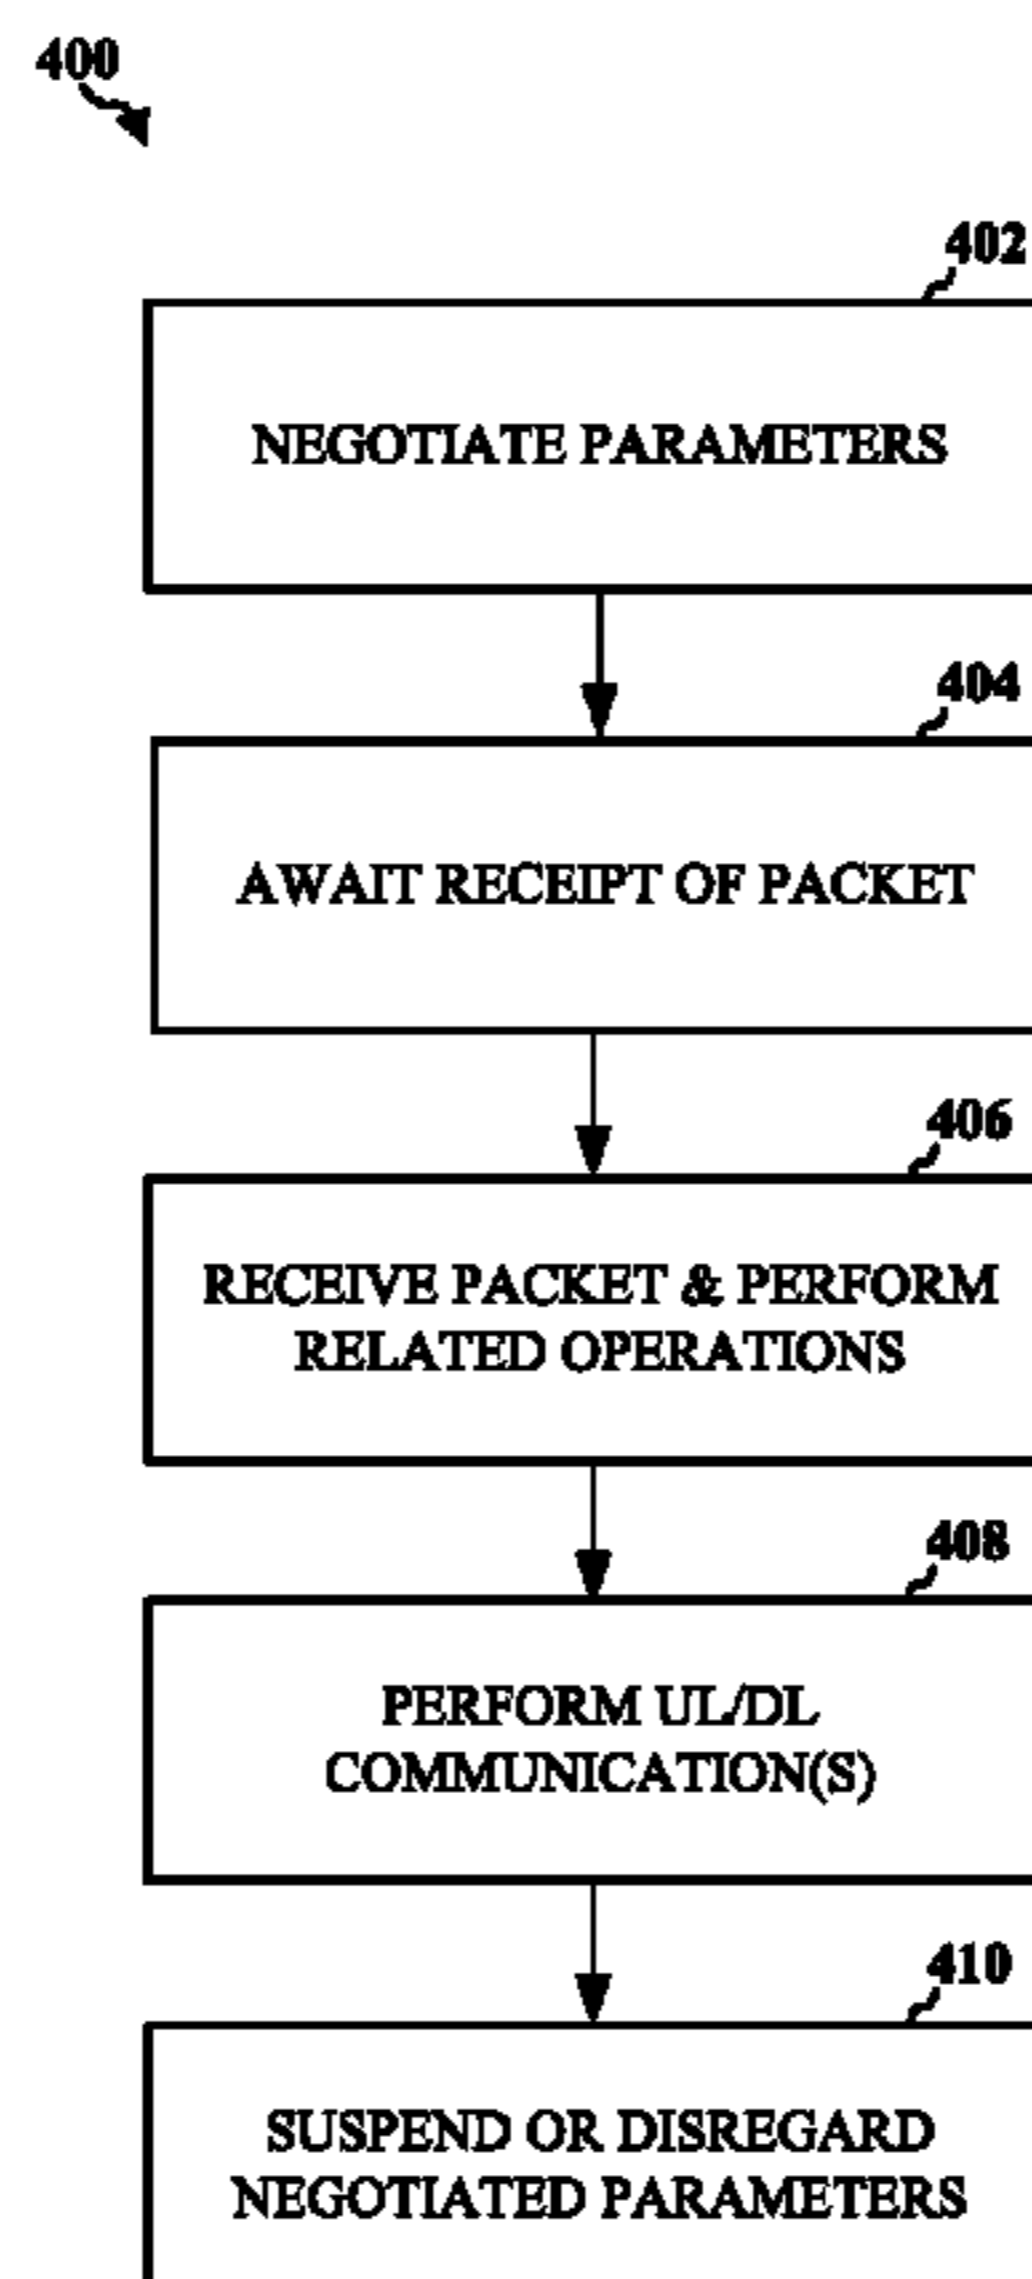 400
402
NEGOTIATE PARAMETERS
404
AWAIT RECEIPT OF PACKET
406
RECEIVE PACKET & PERFORM
RELATED OPERATIONS
408
PERFORM UL/DL
COMMUNICATION(S)
410
SUSPEND OR DISREGARD
NEGOTIATED PARAMETERS